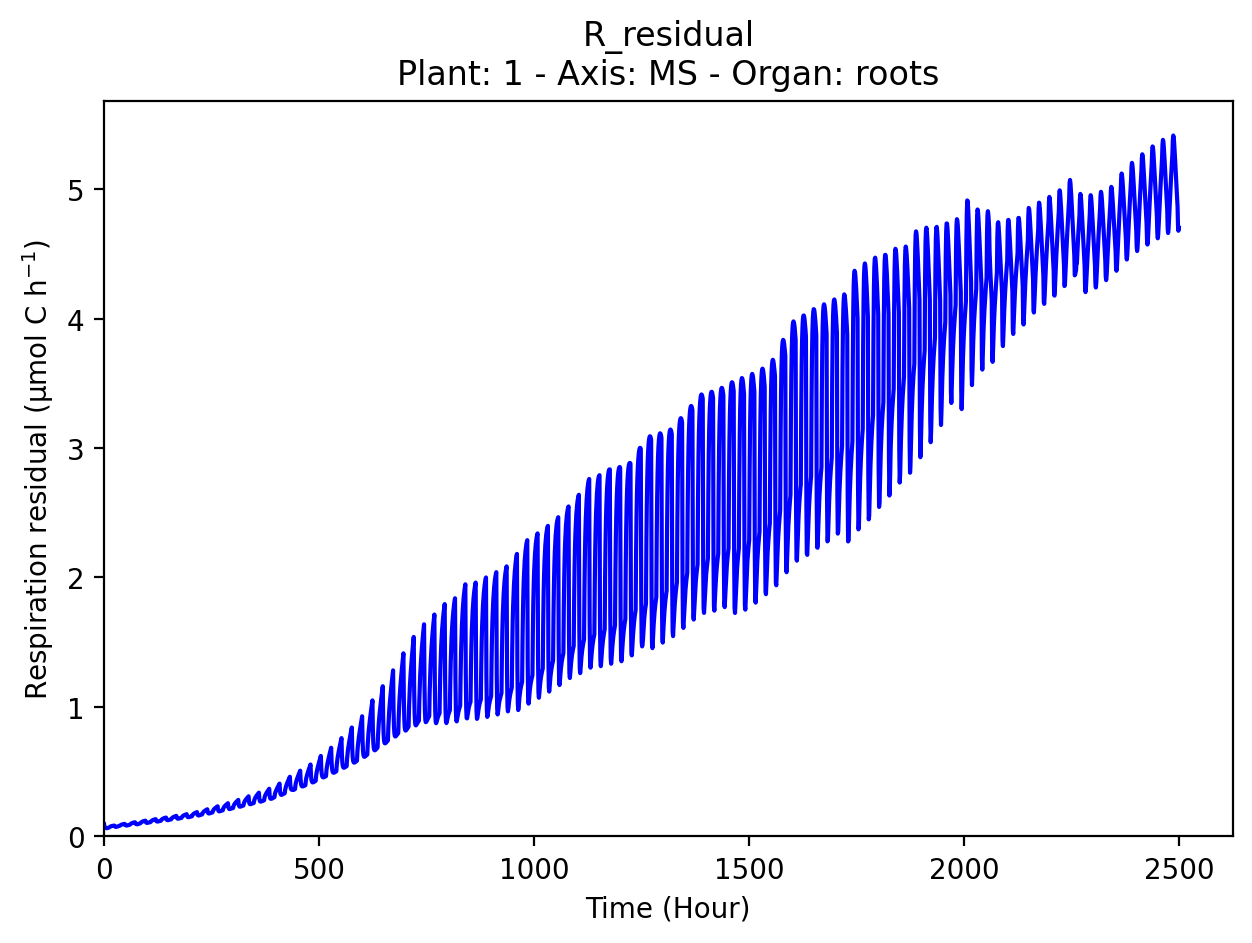 R_residual
Plant: 1 - Axis: MS - Organ: roots
Respiration residual (µmol C h⁻¹)
5
4
3
2
1
0
0 500 1000 1500 2000 2500
Time (Hour)